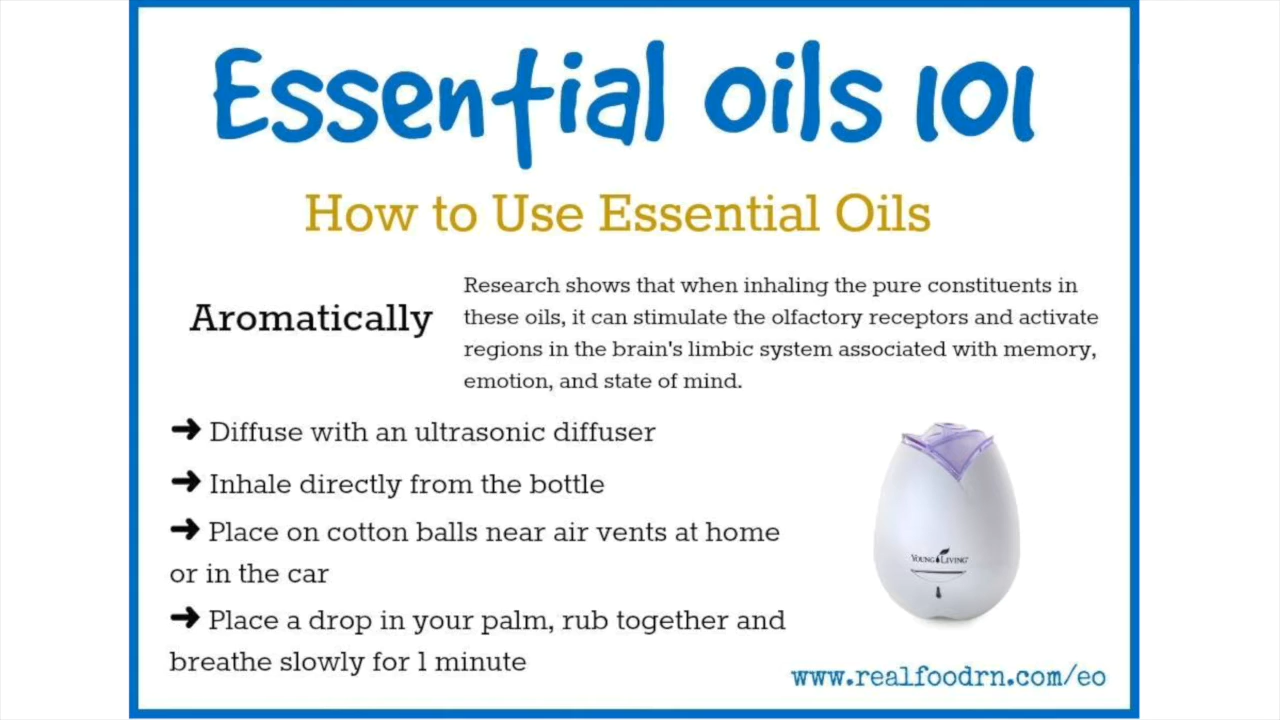 Essential oils 101
How to Use Essential Oils
Aromatically
Research shows that when inhaling the pure constituents in
these oils, it can stimulate the olfactory receptors and activate
regions in the brain's limbic system associated with memory,
emotion, and state of mind.
➜ Diffuse with an ultrasonic diffuser
➜ Inhale directly from the bottle
➜ Place on cotton balls near air vents at home
or in the car
➜ Place a drop in your palm, rub together and
breathe slowly for 1 minute
YOUNG LIVING
www.realfoodrn.com/eo